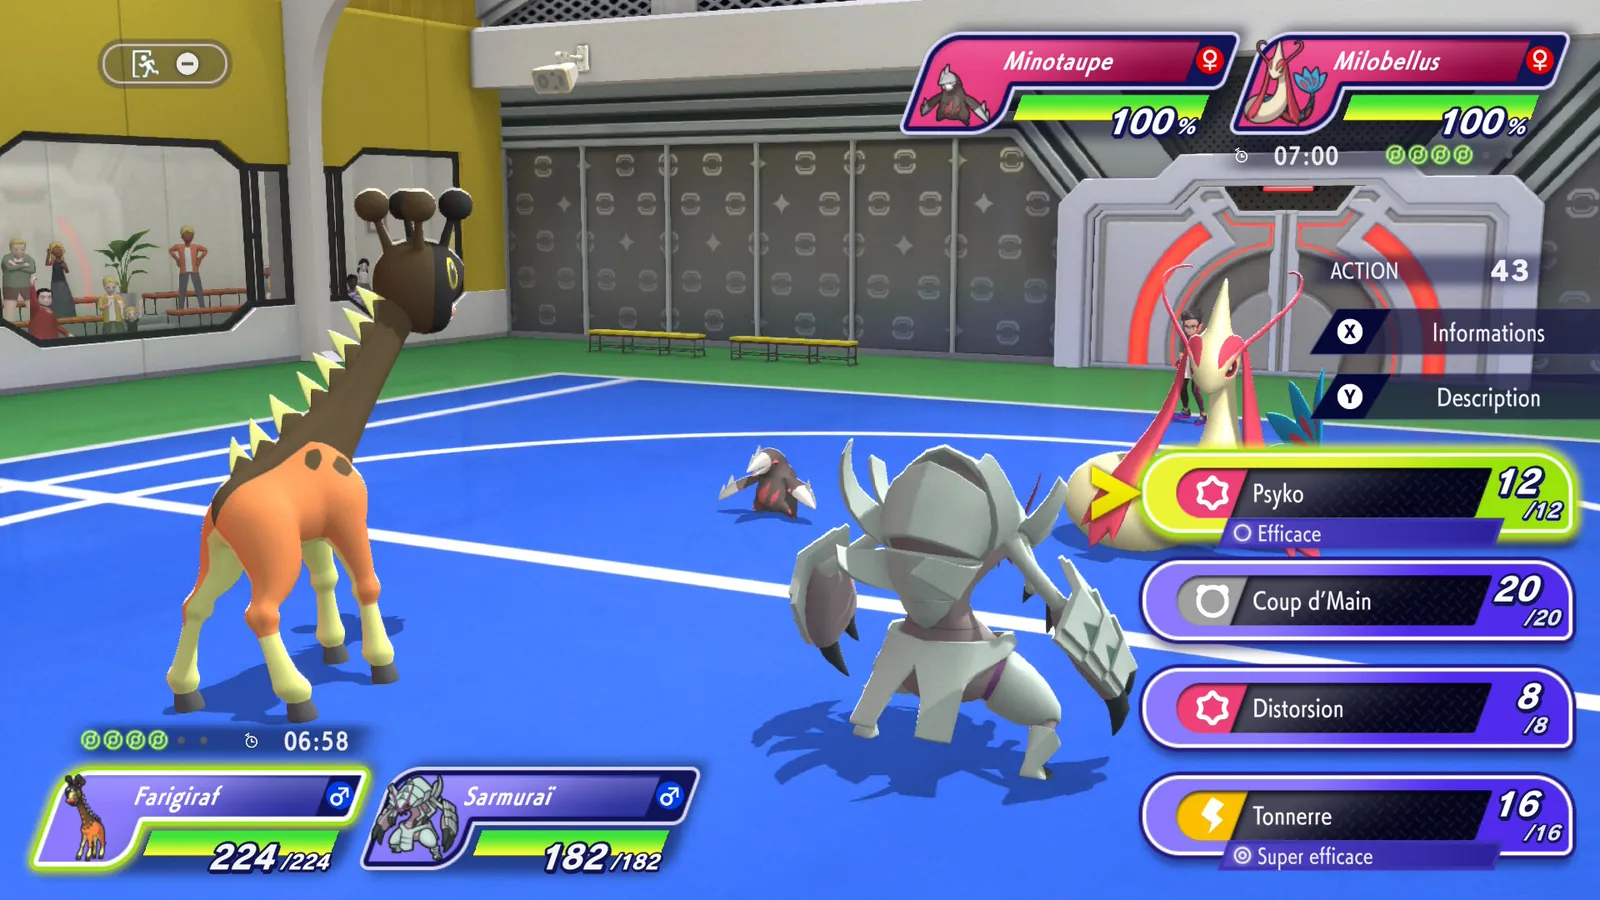 Minotaupe
100%
Milobellus
100%
07:00
ACTION 43
X Informations
Y Description
Psyko 12/12
Efficace
Coup d'Main 20/20
Distorsion 8/8
Tonnerre 16/16
Super efficace
06:58
Farigiraf
224/224
Sarmuraï
182/182